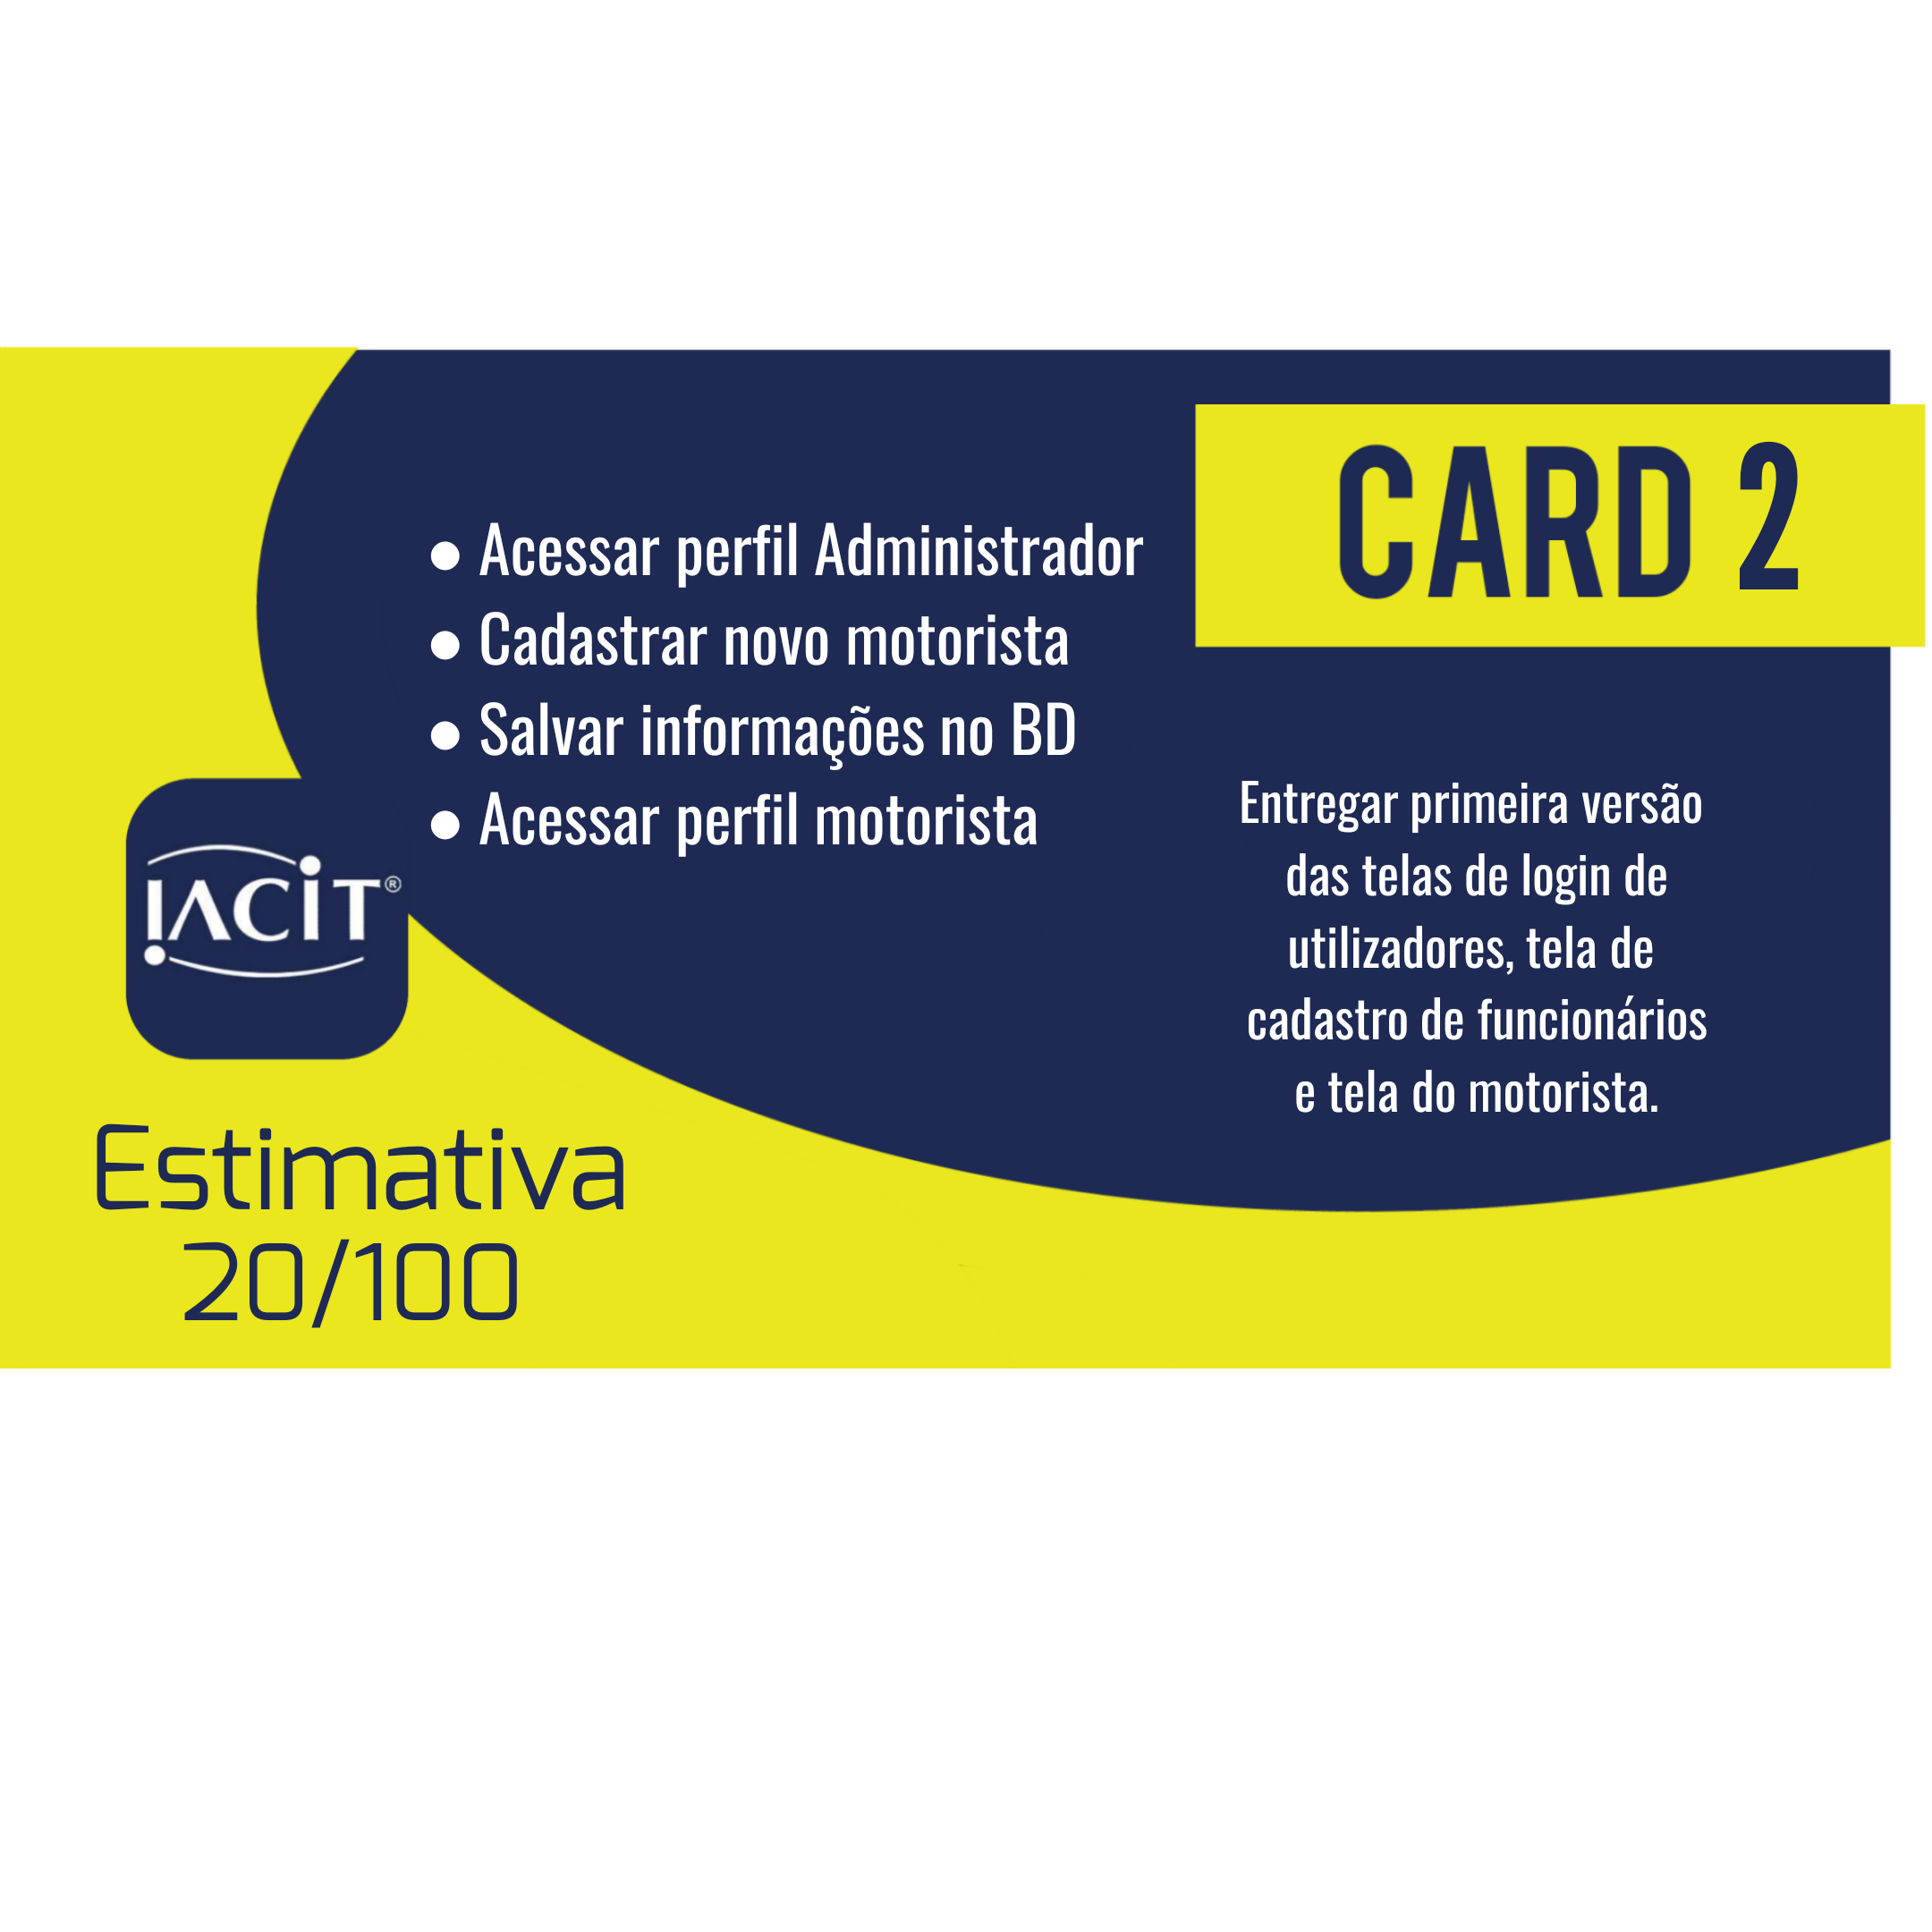 CARD 2
• Acessar perfil Administrador
• Cadastrar novo motorista
• Salvar informações no BD
• Acessar perfil motorista
Entregar primeira versão
das telas de login de
utilizadores, tela de
cadastro de funcionários
e tela do motorista.
IACIT®
Estimativa
20/100